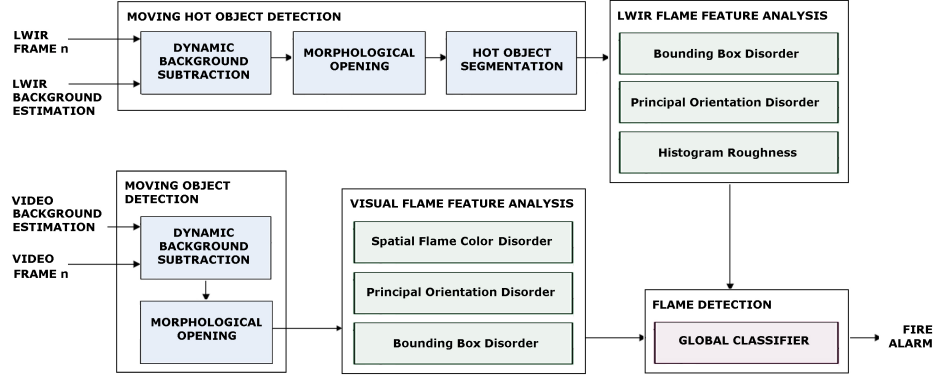 MOVING HOT OBJECT DETECTION
LWIR
FRAME n
LWIR
BACKGROUND
ESTIMATION
DYNAMIC
BACKGROUND
SUBTRACTION
MORPHOLOGICAL
OPENING
HOT OBJECT
SEGMENTATION
LWIR FLAME FEATURE ANALYSIS
Bounding Box Disorder
Principal Orientation Disorder
Histogram Roughness
MOVING OBJECT
DETECTION
VIDEO
BACKGROUND
ESTIMATION
VIDEO
FRAME n
DYNAMIC
BACKGROUND
SUBTRACTION
MORPHOLOGICAL
OPENING
VISUAL FLAME FEATURE ANALYSIS
Spatial Flame Color Disorder
Principal Orientation Disorder
Bounding Box Disorder
FLAME DETECTION
GLOBAL CLASSIFIER
FIRE
ALARM